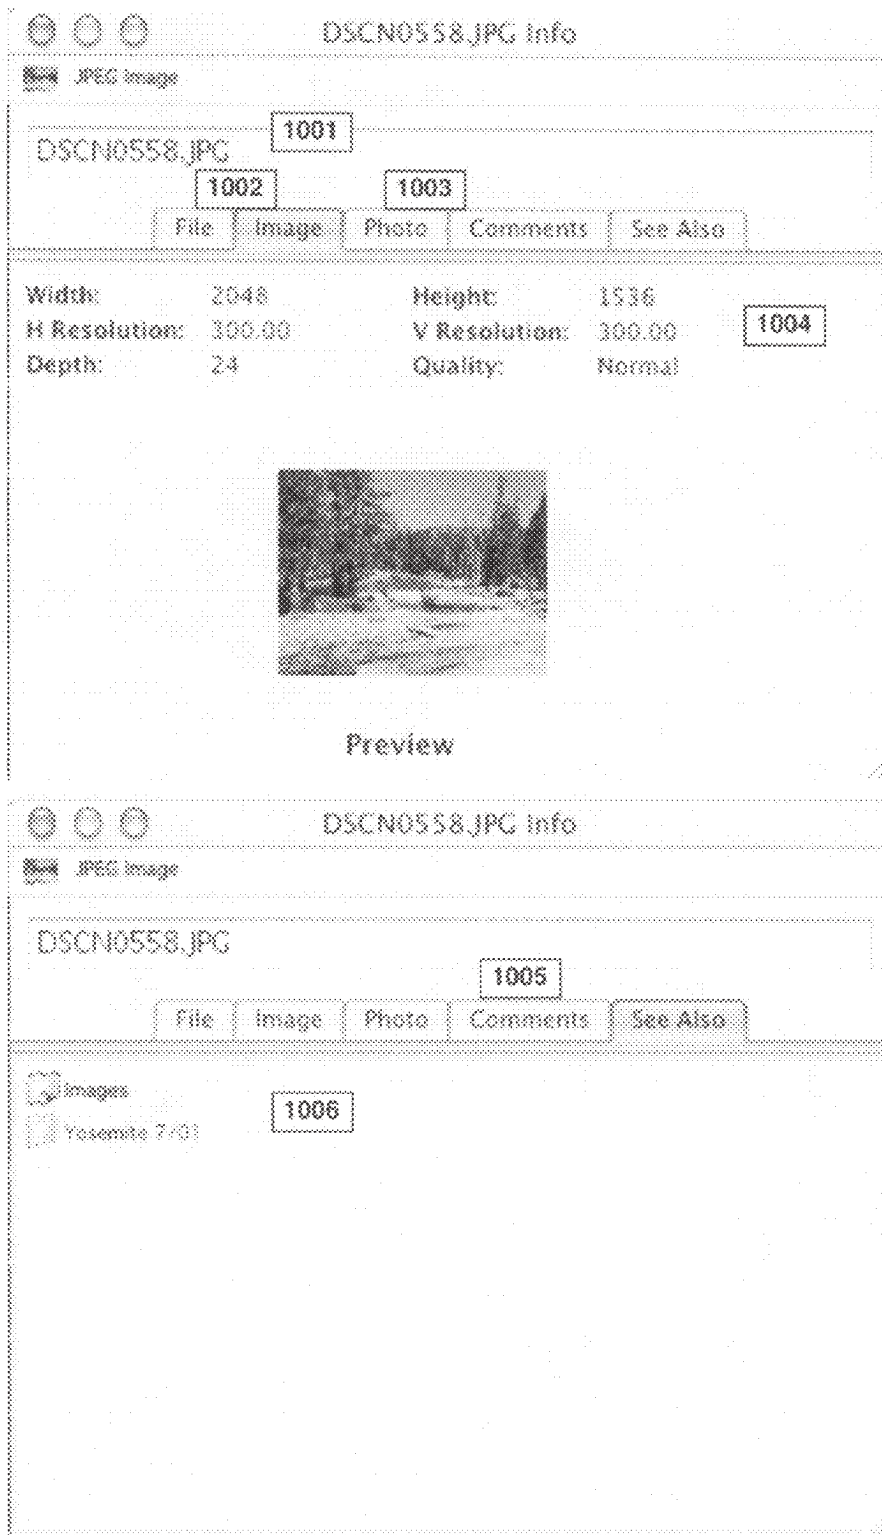 DSCN0558.JPG Info
JPEG Image
1001
DSCN0558.JPG
1002 1003
File Image Photo Comments See Also
Width: 2048 Height: 1536
1004
H Resolution: 300.00 V Resolution: 300.00
Depth: 24 Quality: Normal
Preview
DSCN0558.JPG Info
JPEG Image
DSCN0558.JPG
1005
File Image Photo Comments See Also
Images
1006
Yosemite 7/01